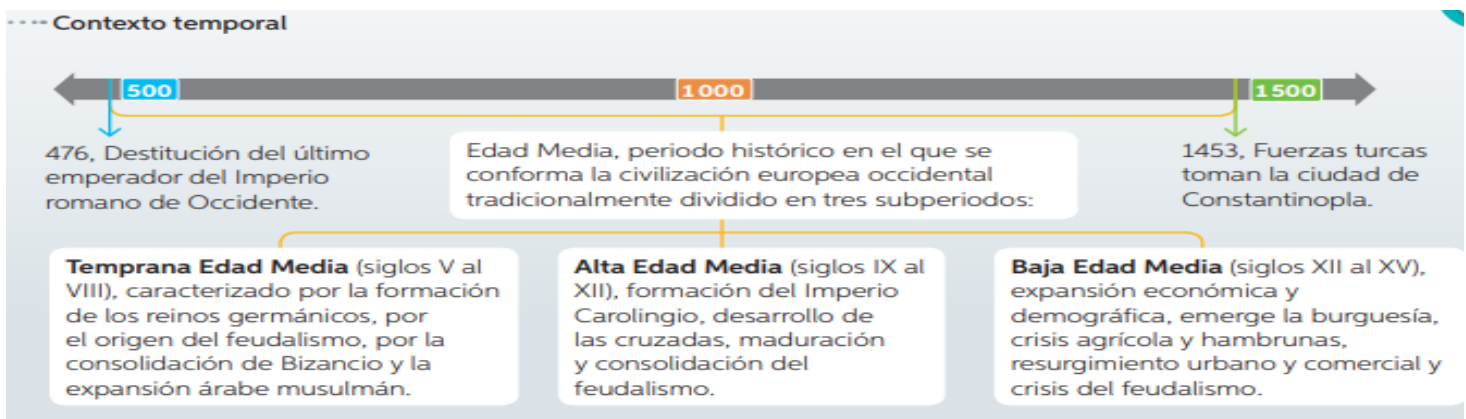 Contexto temporal
500
1000
1500
476, Destitución del último
emperador del Imperio
romano de Occidente.
Edad Media, periodo histórico en el que se
conforma la civilización europea occidental
tradicionalmente dividido en tres subperiodos:
1453, Fuerzas turcas
toman la ciudad de
Constantinopla.
Temprana Edad Media (siglos V al
VIII), caracterizado por la formación
de los reinos germánicos, por
el origen del feudalismo, por la
consolidación de Bizancio y la
expansión árabe musulmán.
Alta Edad Media (siglos IX al
XII), formación del Imperio
Carolingio, desarrollo de
las cruzadas, maduración
y consolidación del
feudalismo.
Baja Edad Media (siglos XII al XV),
expansión económica y
demográfica, emerge la burguesía,
crisis agrícola y hambrunas,
resurgimiento urbano y comercial y
crisis del feudalismo.